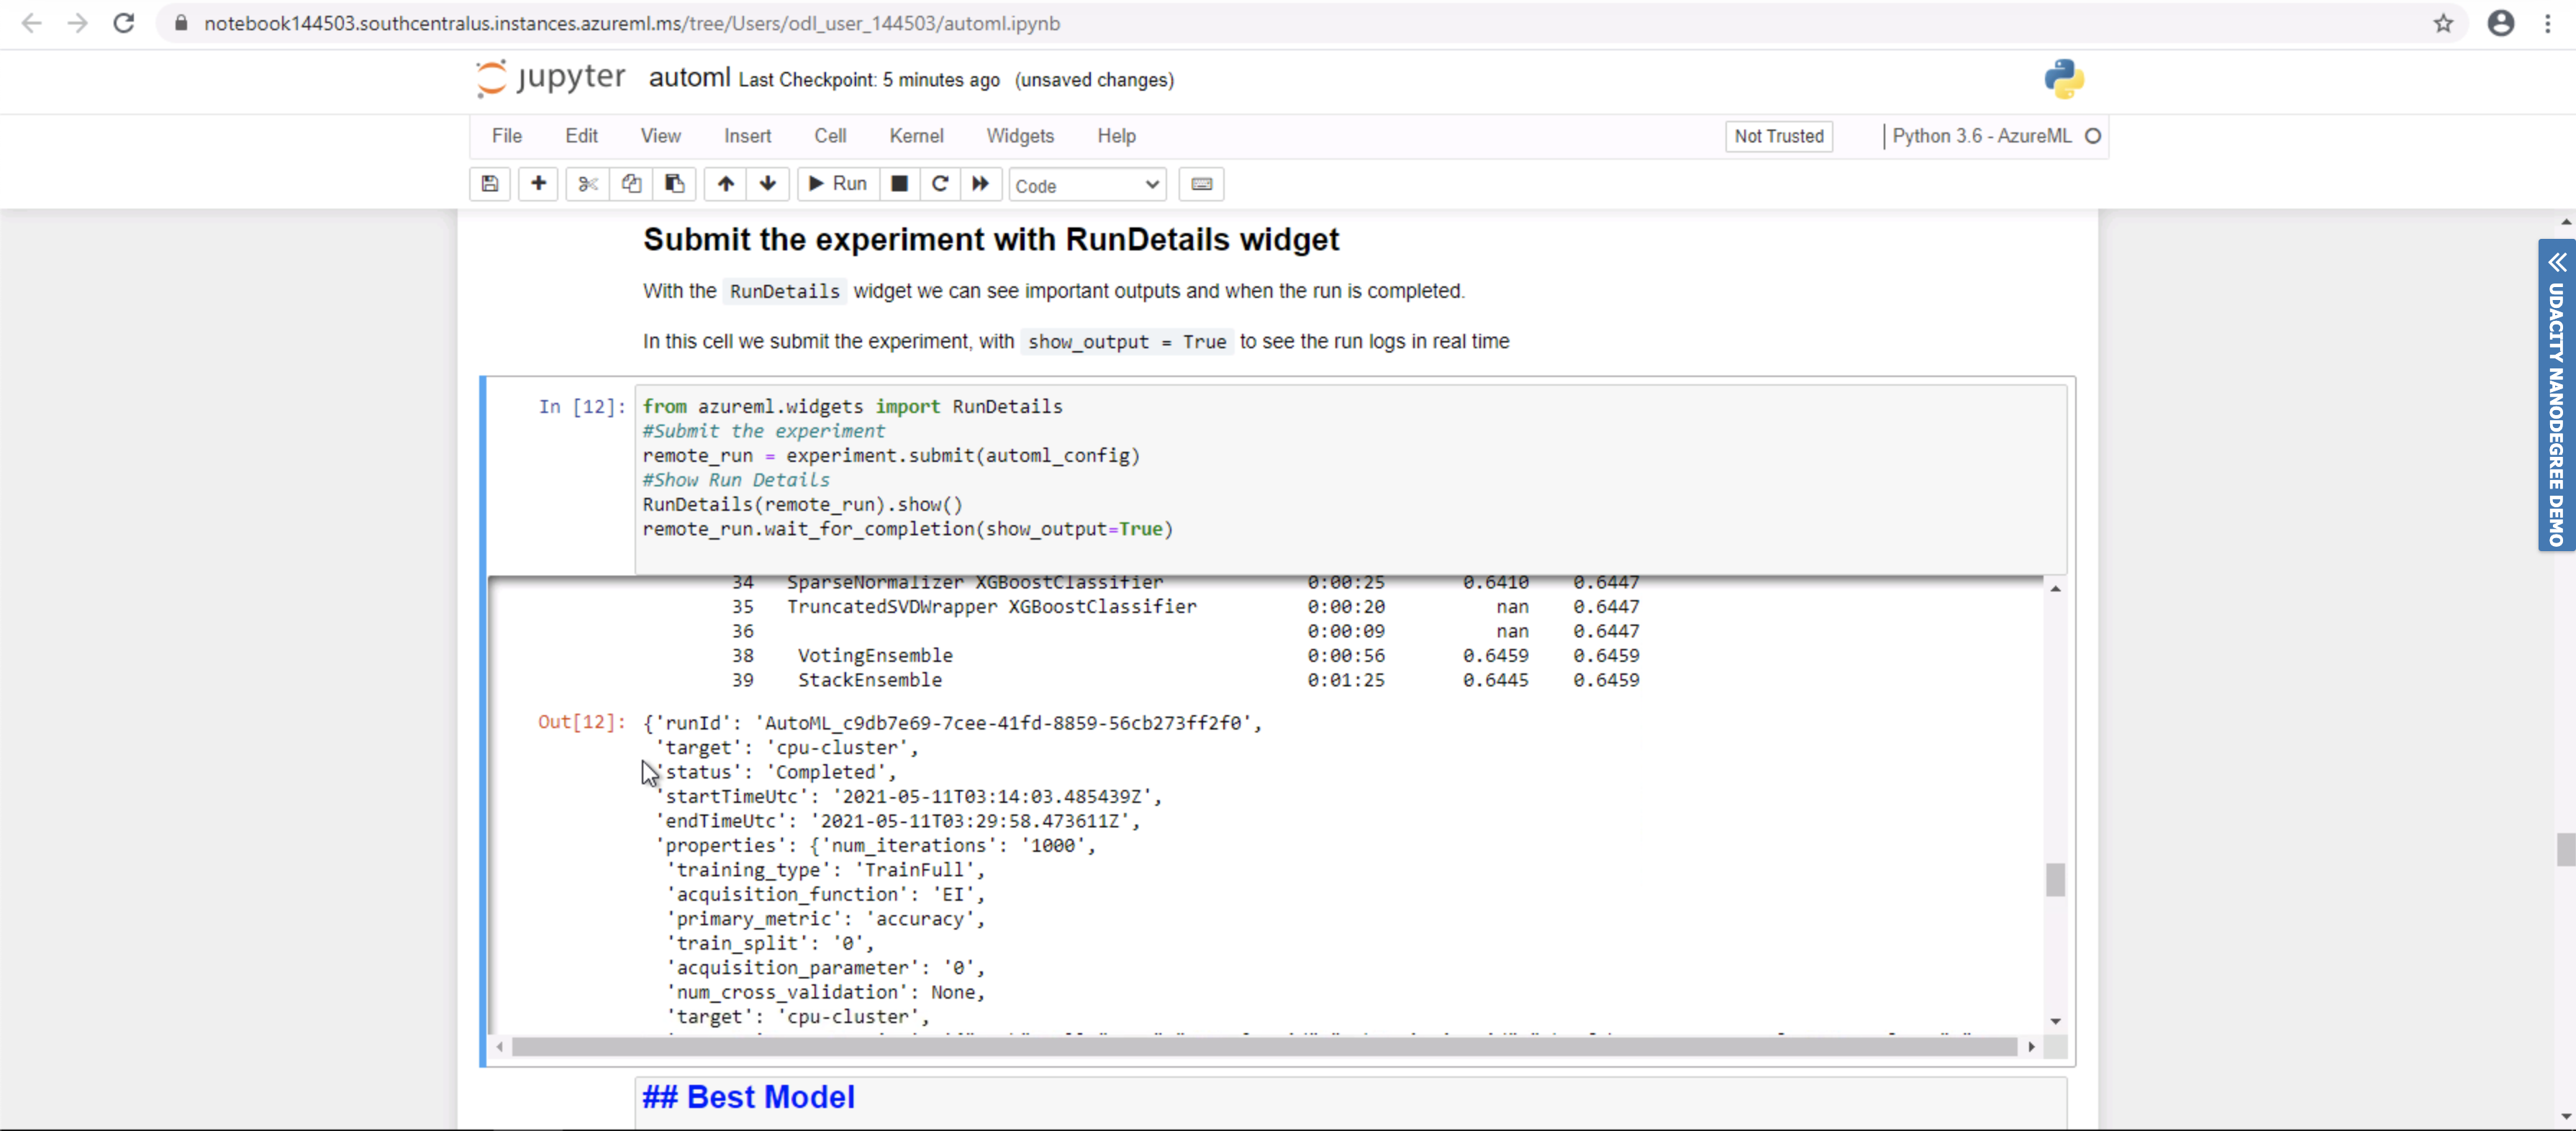 notebook144503.southcentralus.instances.azureml.ms/tree/Users/odl_user_144503/automl.ipynb
jupyter automl Last Checkpoint: 5 minutes ago (unsaved changes)
File Edit View Insert Cell Kernel Widgets Help Not Trusted Python 3.6 - AzureML
Run Code
Submit the experiment with RunDetails widget
With the RunDetails widget we can see important outputs and when the run is completed.
In this cell we submit the experiment, with show_output = True to see the run logs in real time
In [12]: from azureml.widgets import RunDetails
#Submit the experiment
remote_run = experiment.submit(automl_config)
#Show Run Details
RunDetails(remote_run).show()
remote_run.wait_for_completion(show_output=True)
34 SparseNormalizer XGBoostClassifier 0:00:25 0.6410 0.6447
35 TruncatedSVDWrapper XGBoostClassifier 0:00:20 nan 0.6447
36 0:00:09 nan 0.6447
38 VotingEnsemble 0:00:56 0.6459 0.6459
39 StackEnsemble 0:01:25 0.6445 0.6459
Out[12]: {'runId': 'AutoML_c9db7e69-7cee-41fd-8859-56cb273ff2f0',
'target': 'cpu-cluster',
'status': 'Completed',
'startTimeUtc': '2021-05-11T03:14:03.485439Z',
'endTimeUtc': '2021-05-11T03:29:58.473611Z',
'properties': {'num_iterations': '1000',
'training_type': 'TrainFull',
'acquisition_function': 'EI',
'primary_metric': 'accuracy',
'train_split': '0',
'acquisition_parameter': '0',
'num_cross_validation': None,
'target': 'cpu-cluster',
## Best Model
UDACITY NANODEGREE DEMO